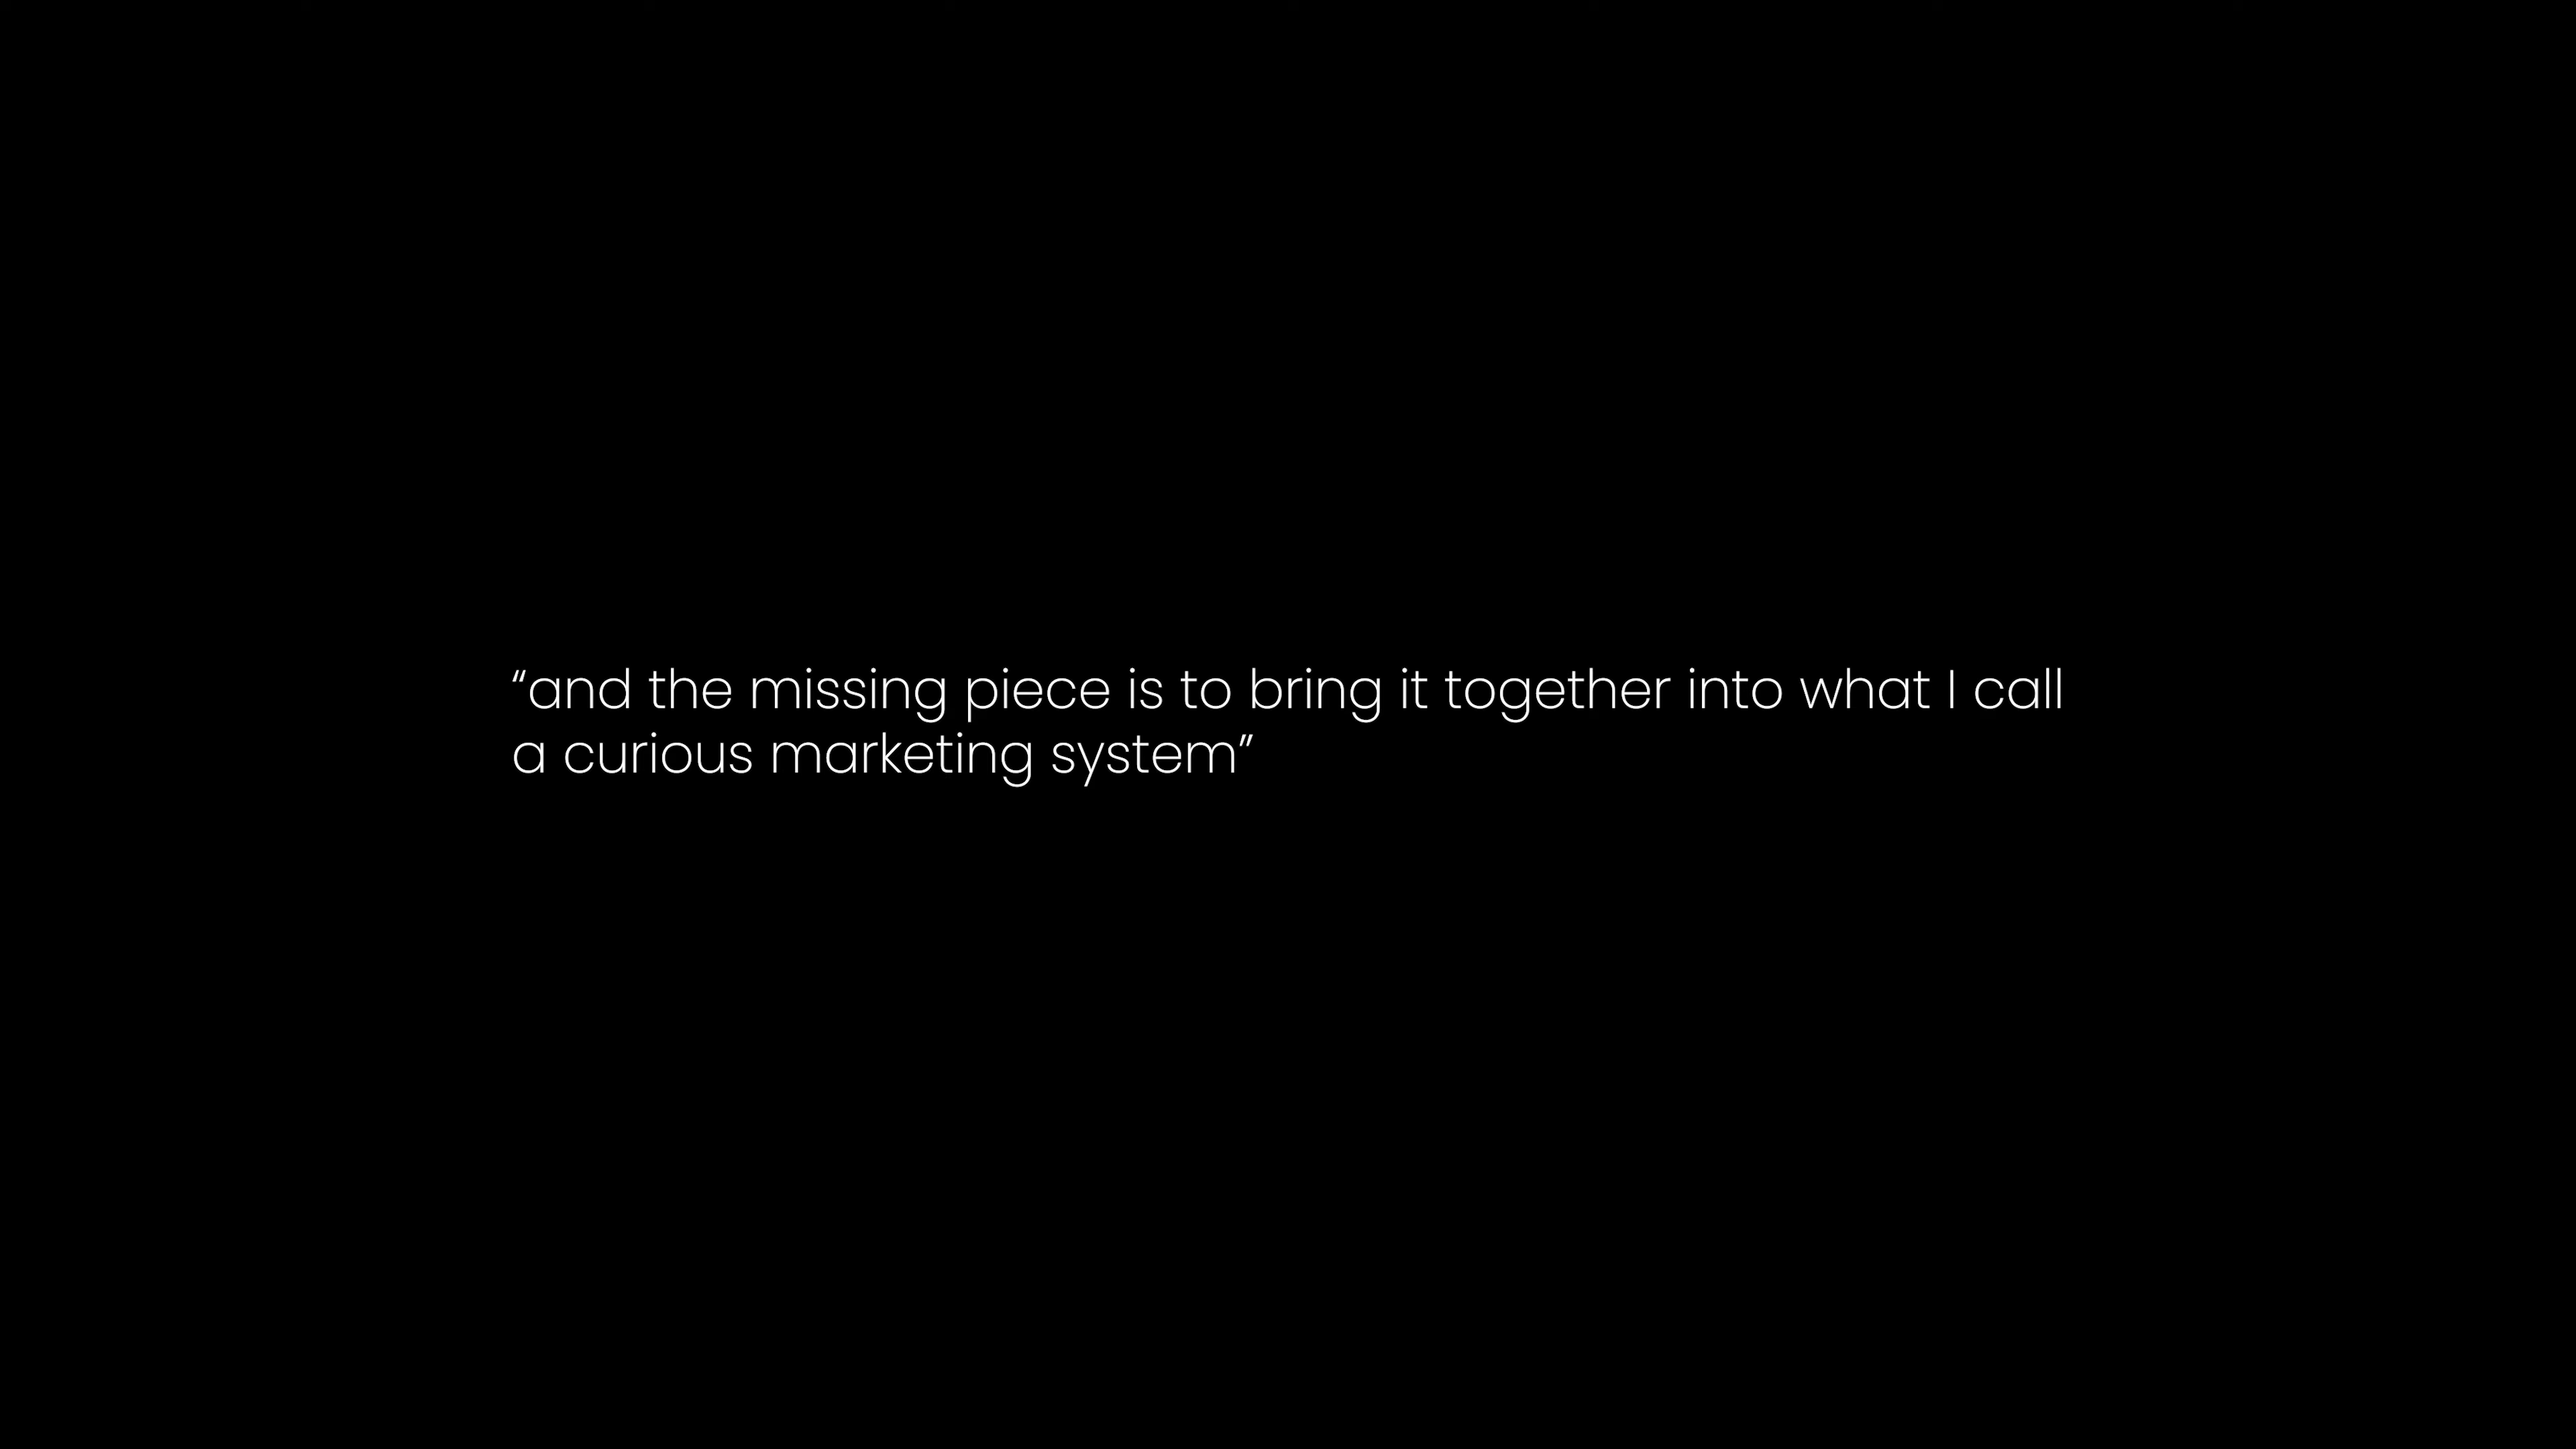 “and the missing piece is to bring it together into what I call
a curious marketing system”